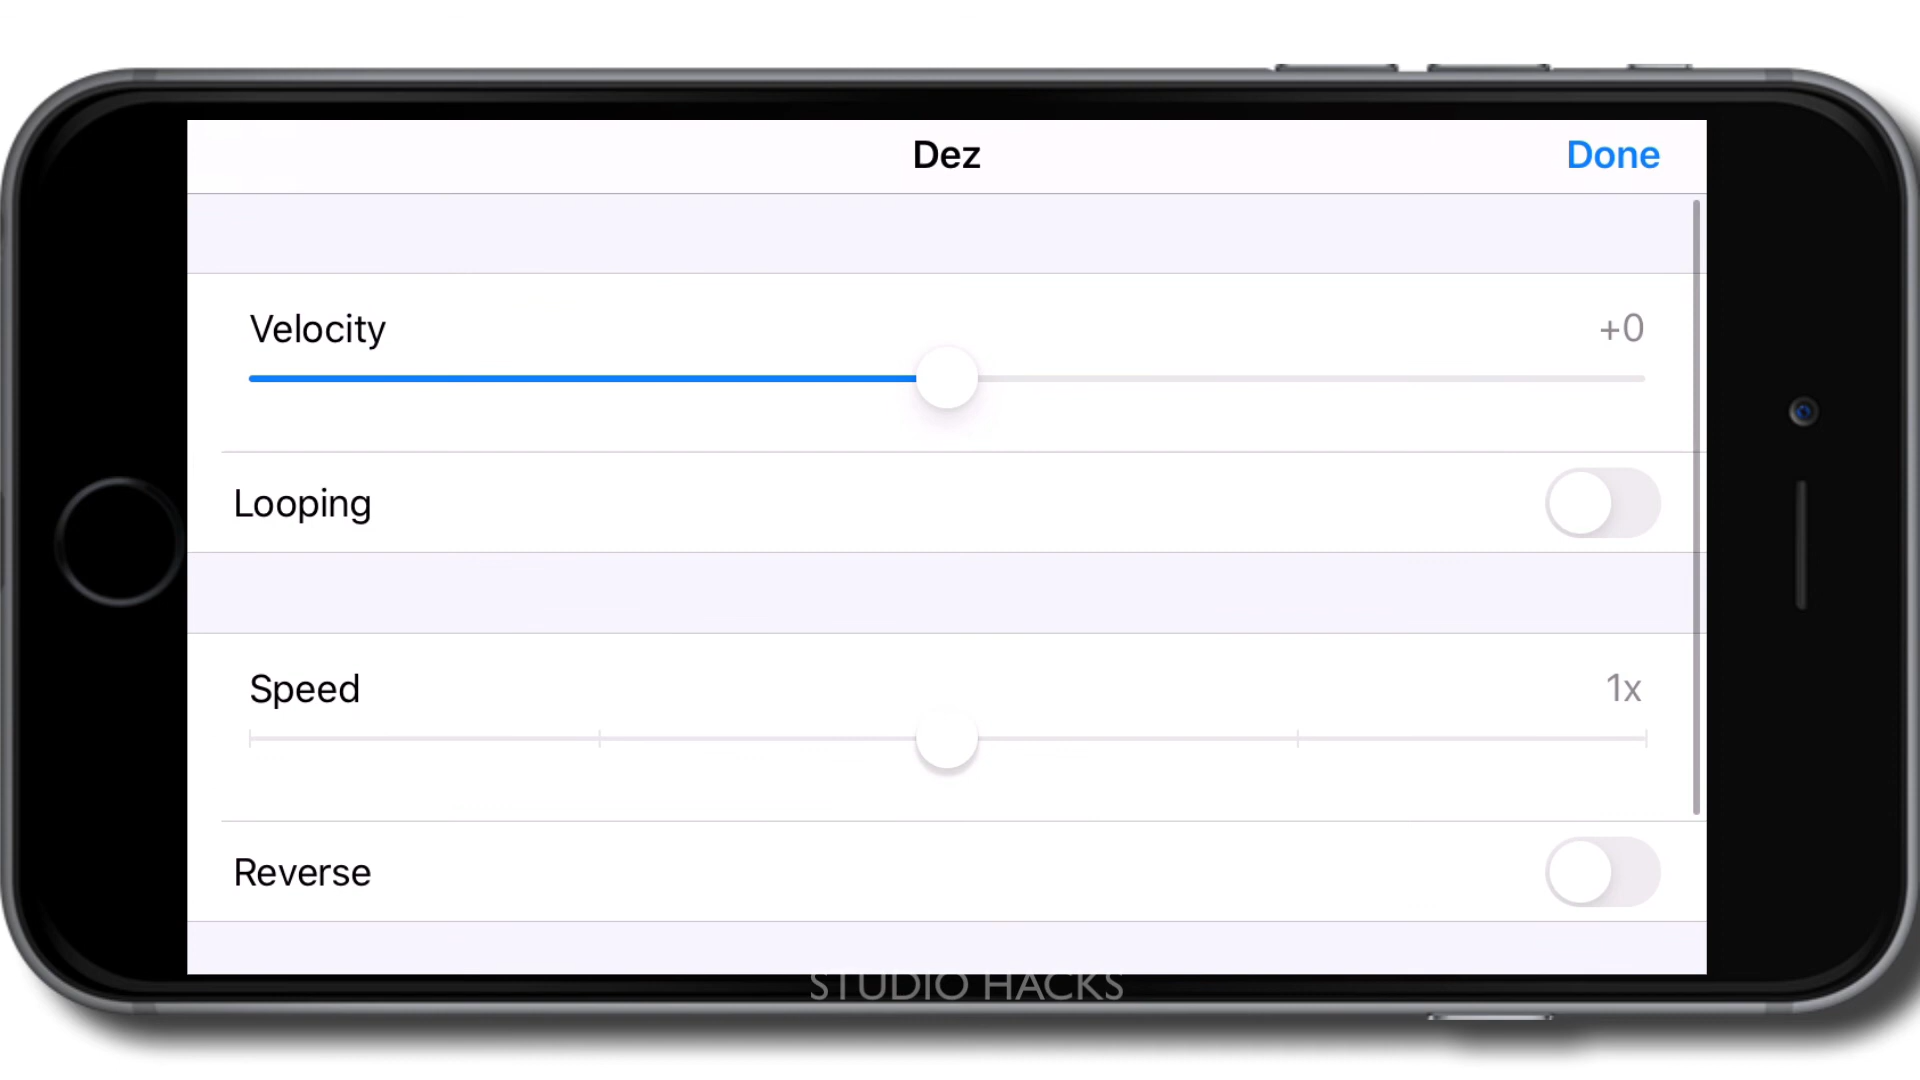 Dez
Done
Velocity
+0
Looping
Speed
1x
Reverse
STUDIO HACKS